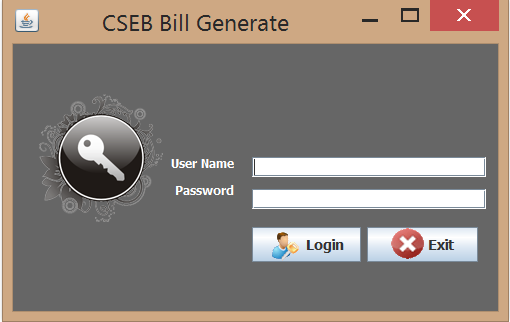 CSEB Bill Generate
User Name
Password
Login
Exit